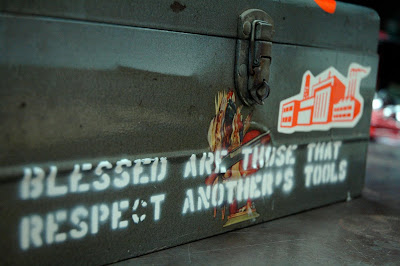 BLESSED ARE THOSE THAT
RESPECT ANOTHER'S TOOLS